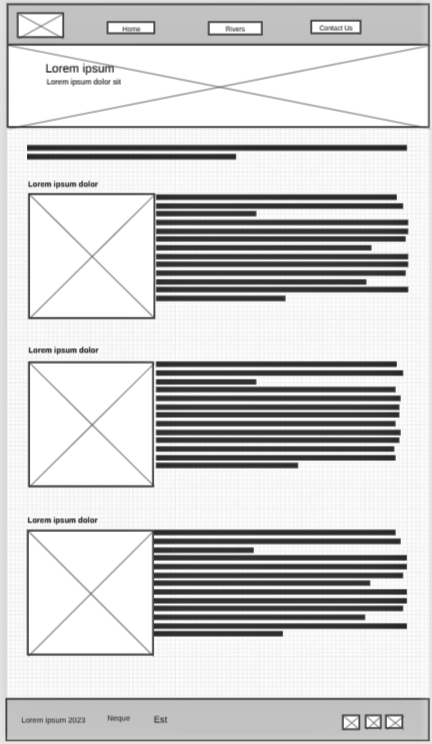 Home
Rivers
Contact Us
Lorem ipsum
Lorem ipsum dolor sit
Lorem ipsum dolor
Lorem ipsum dolor
Lorem ipsum dolor
Lorem ipsum 2023
Neque
Est